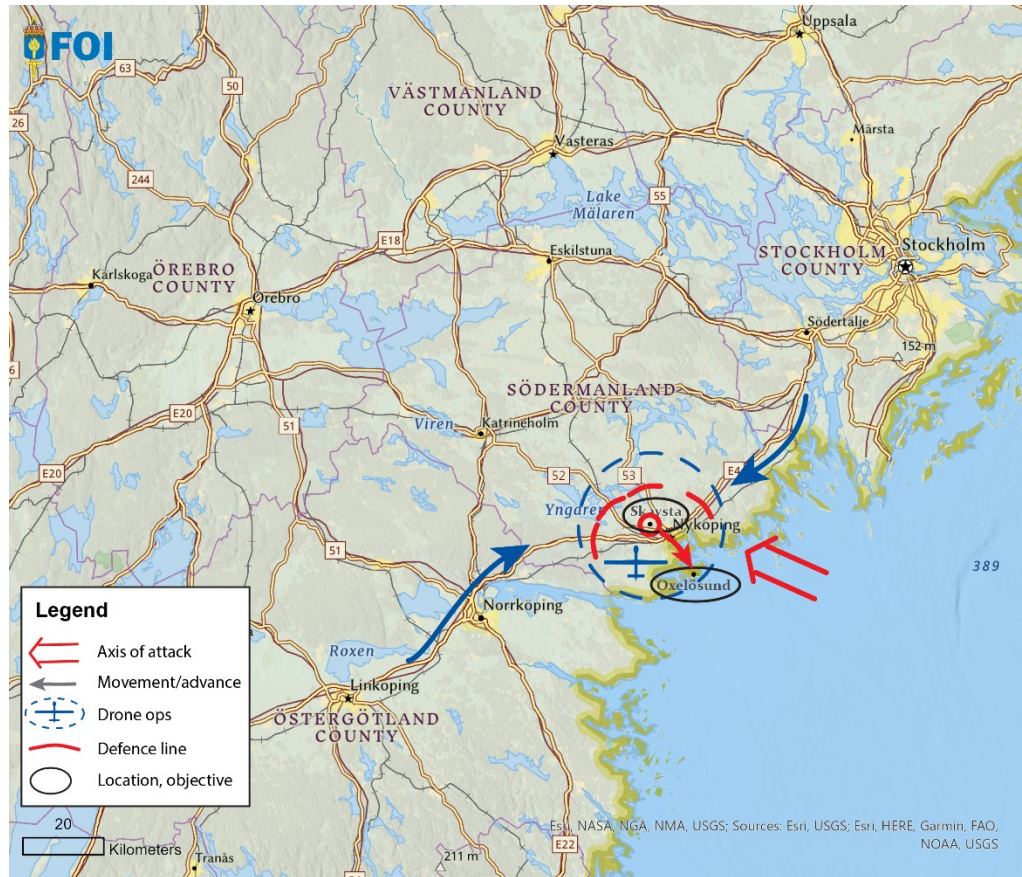 FOI
Uppsala
63
50
VÄSTMANLAND
COUNTY
26
Märsta
Västeras
244
55
Lake
Mälaren
E18
Eskilstuna
STOCKHOLM
COUNTY
Stockholm
ÖREBRO
COUNTY
Karlskoga
Örebro
Södertälje
152 m
SÖDERMANLAND
COUNTY
E20
51
Viren
Katrineholm
E20
52
53
E4
Yngaren
Skavsta
Nyköping
51
389
Oxelösund
Norrköping
Roxen
Linköping
ÖSTERGÖTLAND
COUNTY
Legend
Axis of attack
Movement/advance
Drone ops
Defence line
Location, objective
20
Kilometers
Tranås
211 m
E22
Esri, NASA, NGA, NMA, USGS; Sources: Esri, USGS; Esri, HERE, Garmin, FAO,
NOAA, USGS